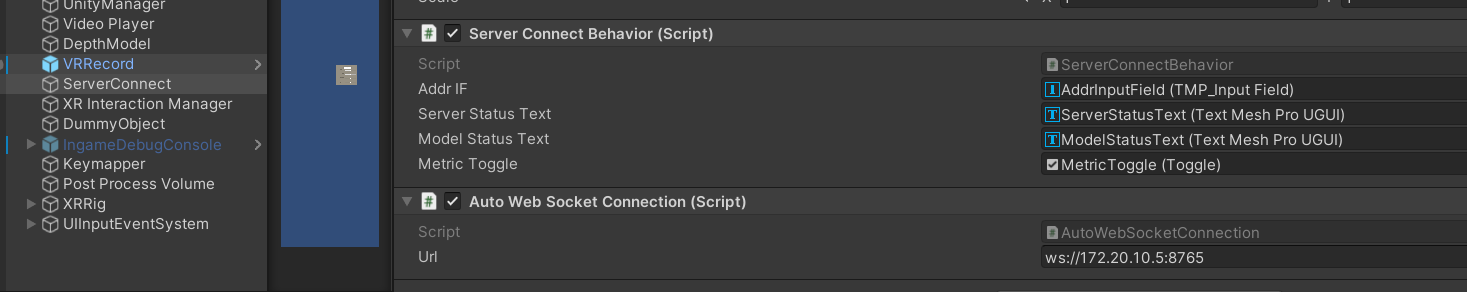 UnityManager
Video Player
DepthModel
VRRecord
ServerConnect
XR Interaction Manager
DummyObject
IngameDebugConsole
Keymapper
Post Process Volume
XRRig
UIInputEventSystem
Server Connect Behavior (Script)
Script ServerConnectBehavior
Addr IF AddrInputField (TMP_Input Field)
Server Status Text ServerStatusText (Text Mesh Pro UGUI)
Model Status Text ModelStatusText (Text Mesh Pro UGUI)
Metric Toggle MetricToggle (Toggle)
Auto Web Socket Connection (Script)
Script AutoWebSocketConnection
Url ws://172.20.10.5:8765